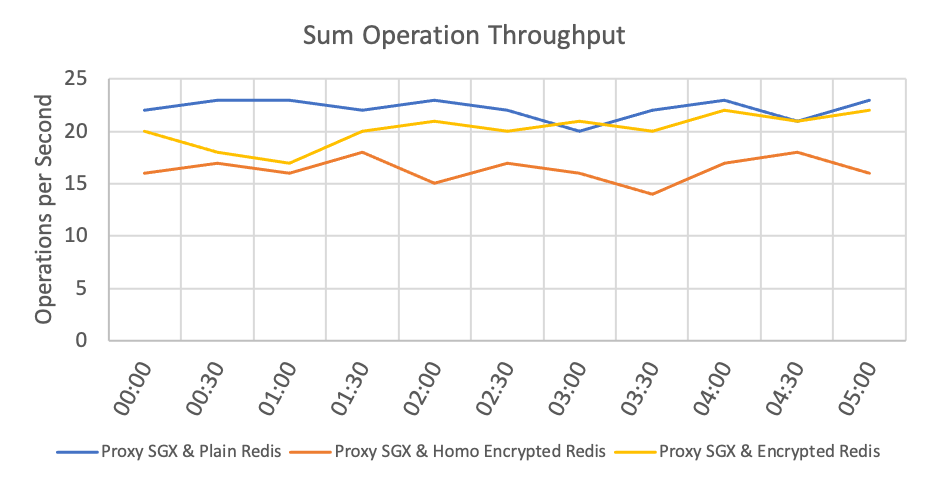 Sum Operation Throughput
Operations per Second
25
20
15
10
5
0
00:00 00:30 01:00 01:30 02:00 02:30 03:00 03:30 04:00 04:30 05:00
Proxy SGX & Plain Redis Proxy SGX & Homo Encrypted Redis Proxy SGX & Encrypted Redis